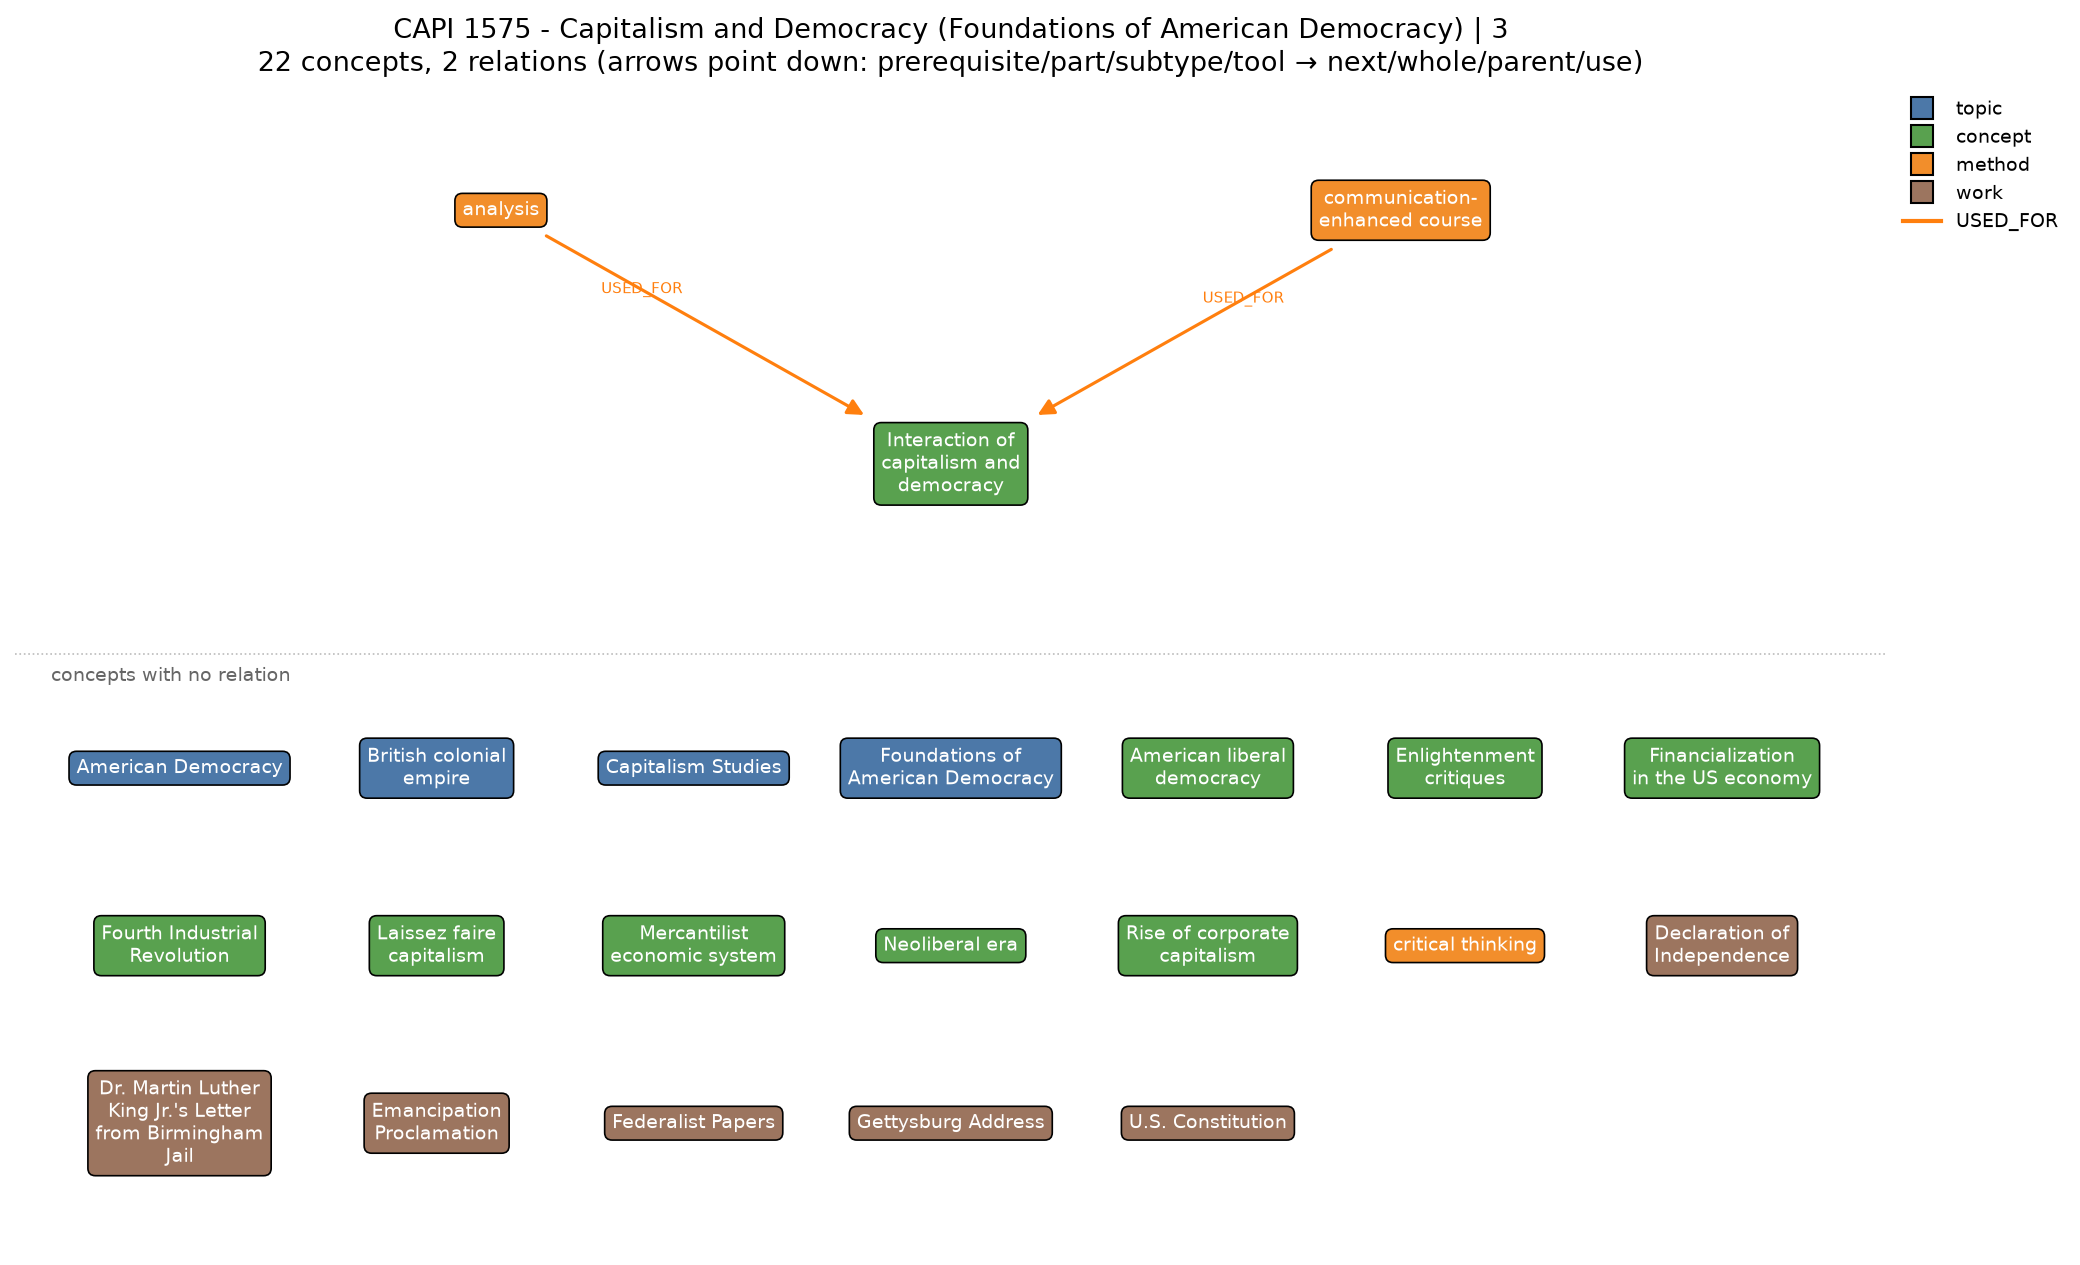 CAPI 1575 - Capitalism and Democracy (Foundations of American Democracy) | 3
22 concepts, 2 relations (arrows point down: prerequisite/part/subtype/tool → next/whole/parent/use)
topic
concept
method
work
USED_FOR
analysis
communication-
enhanced course
USED_FOR
USED_FOR
Interaction of
capitalism and
democracy
concepts with no relation
American Democracy
British colonial
empire
Capitalism Studies
Foundations of
American Democracy
American liberal
democracy
Enlightenment
critiques
Financialization
in the US economy
Fourth Industrial
Revolution
Laissez faire
capitalism
Mercantilist
economic system
Neoliberal era
Rise of corporate
capitalism
critical thinking
Declaration of
Independence
Dr. Martin Luther
King Jr.'s Letter
from Birmingham
Jail
Emancipation
Proclamation
Federalist Papers
Gettysburg Address
U.S. Constitution